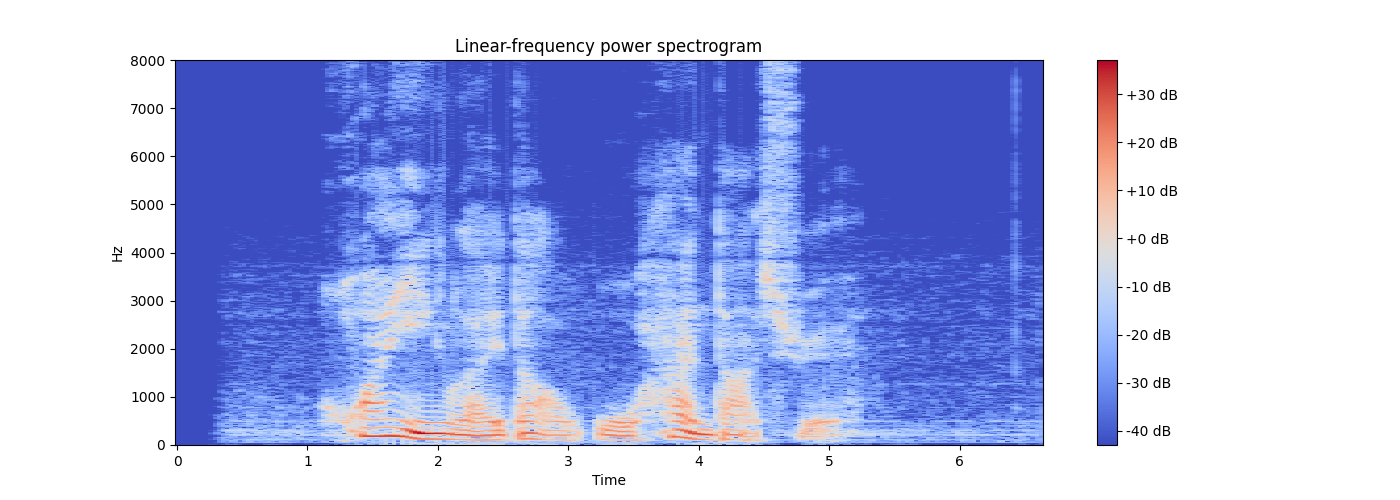 Linear-frequency power spectrogram
8000
7000
6000
5000
4000
3000
2000
1000
0
Hz
0 1 2 3 4 5 6
Time
+30 dB
+20 dB
+10 dB
+0 dB
-10 dB
-20 dB
-30 dB
-40 dB